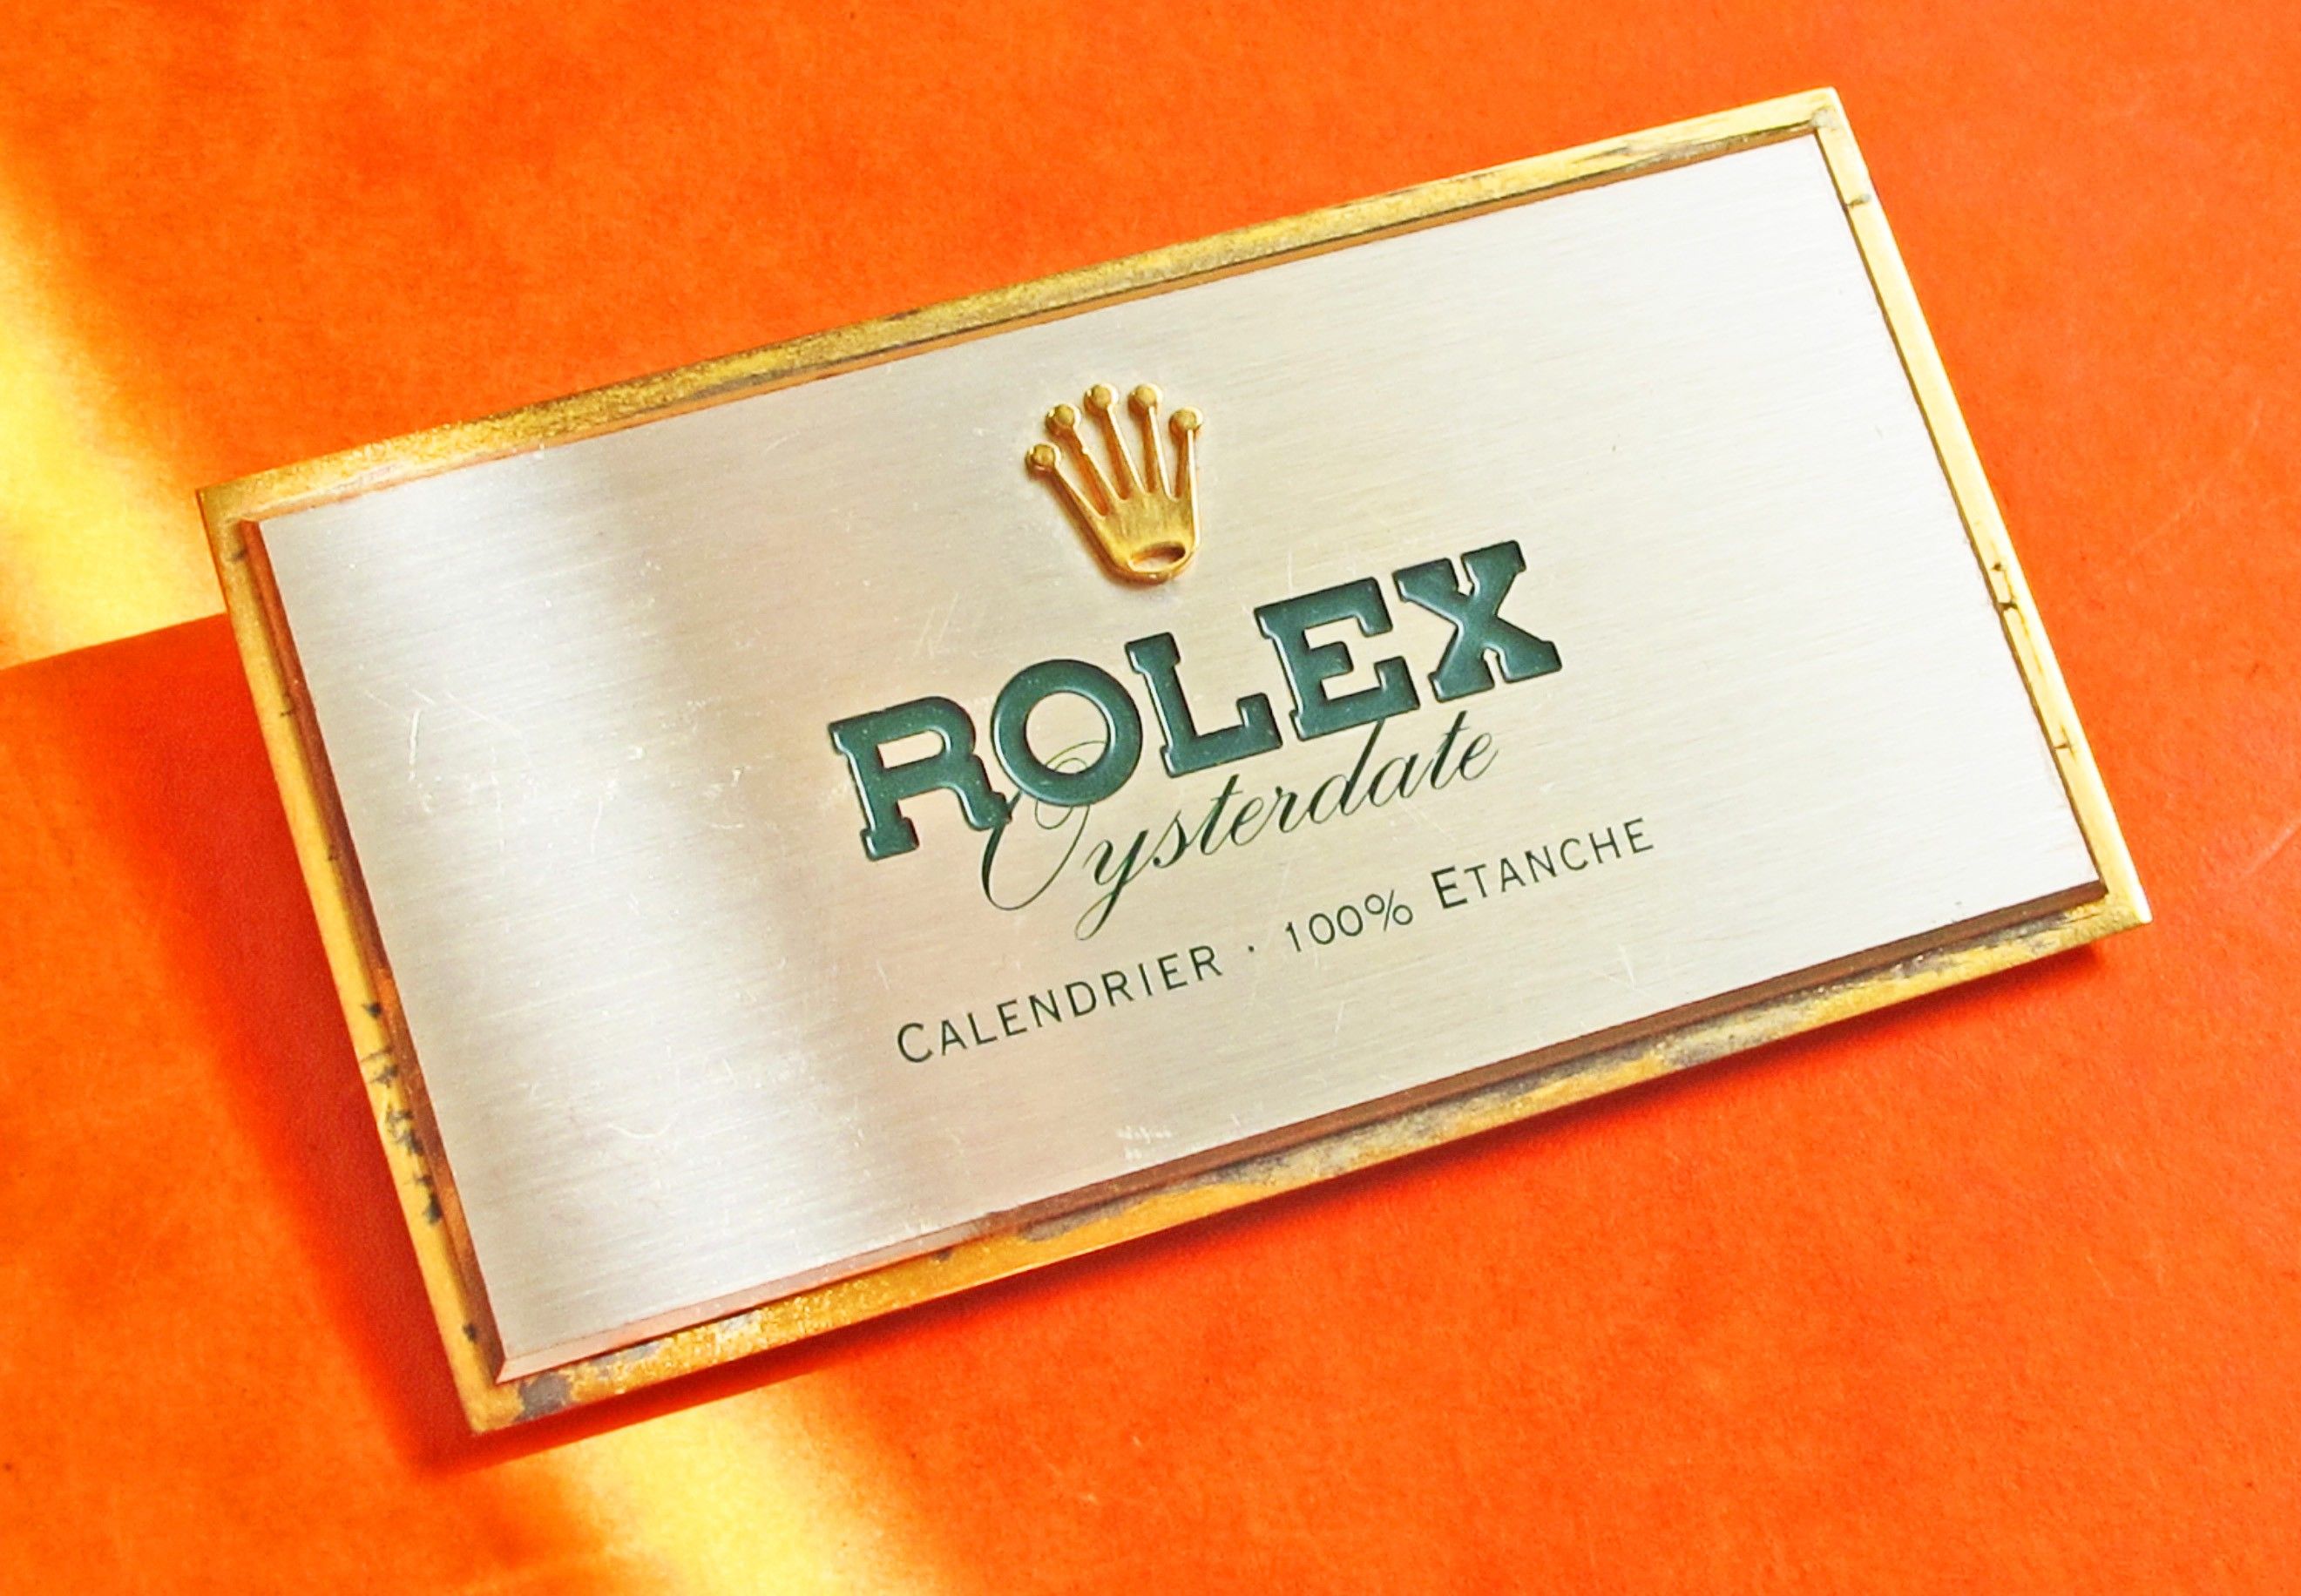 ROLEX
Oysterdate
CALENDRIER · 100% ETANCHE